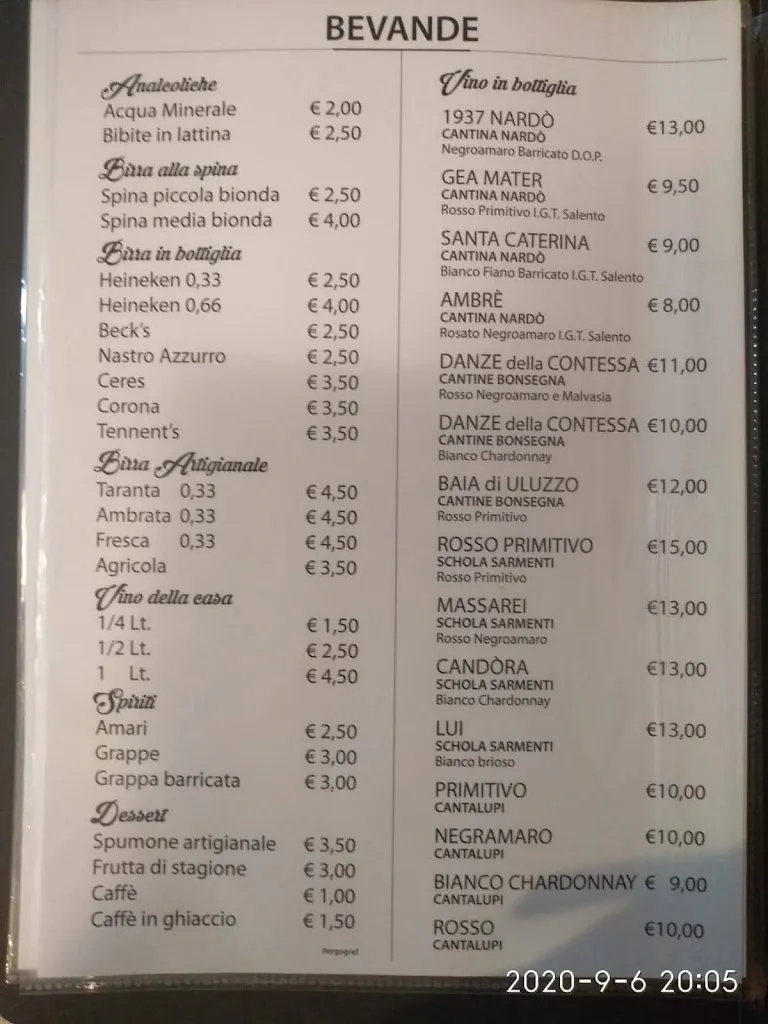 BEVANDE
Analcoliche
Acqua Minerale € 2,00
Bibite in lattina € 2,50
Birra alla spina
Spina piccola bionda € 2,50
Spina media bionda € 4,00
Birra in bottiglia
Heineken 0,33 € 2,50
Heineken 0,66 € 4,00
Beck's € 2,50
Nastro Azzurro € 2,50
Ceres € 3,50
Corona € 3,50
Tennent's € 3,50
Birra Artigianale
Taranta 0,33 € 4,50
Ambrata 0,33 € 4,50
Fresca 0,33 € 4,50
Agricola € 3,50
Vino della casa
1/4 Lt. € 1,50
1/2 Lt. € 2,50
1 Lt. € 4,50
Spiriti
Amari € 2,50
Grappe € 3,00
Grappa barricata € 3,00
Dessert
Spumone artigianale € 3,50
Frutta di stagione € 3,00
Caffè € 1,00
Caffè in ghiaccio € 1,50
Pergograf
Vino in bottiglia
1937 NARDÒ €13,00
CANTINA NARDÒ
Negroamaro Barricato D.O.P.
GEA MATER € 9,50
CANTINA NARDÒ
Rosso Primitivo I.G.T. Salento
SANTA CATERINA € 9,00
CANTINA NARDÒ
Bianco Fiano Barricato I.G.T. Salento
AMBRÈ € 8,00
CANTINA NARDÒ
Rosato Negroamaro I.G.T. Salento
DANZE della CONTESSA €11,00
CANTINE BONSEGNA
Rosso Negroamaro e Malvasia
DANZE della CONTESSA €10,00
CANTINE BONSEGNA
Bianco Chardonnay
BAIA di ULUZZO €12,00
CANTINE BONSEGNA
Rosso Primitivo
ROSSO PRIMITIVO €15,00
SCHOLA SARMENTI
Rosso Primitivo
MASSAREI €13,00
SCHOLA SARMENTI
Rosso Negroamaro
CANDÒRA €13,00
SCHOLA SARMENTI
Bianco Chardonnay
LUI €13,00
SCHOLA SARMENTI
Bianco brioso
PRIMITIVO €10,00
CANTALUPI
NEGRAMARO €10,00
CANTALUPI
BIANCO CHARDONNAY € 9,00
CANTALUPI
ROSSO €10,00
CANTALUPI
2020-9-6 20:05